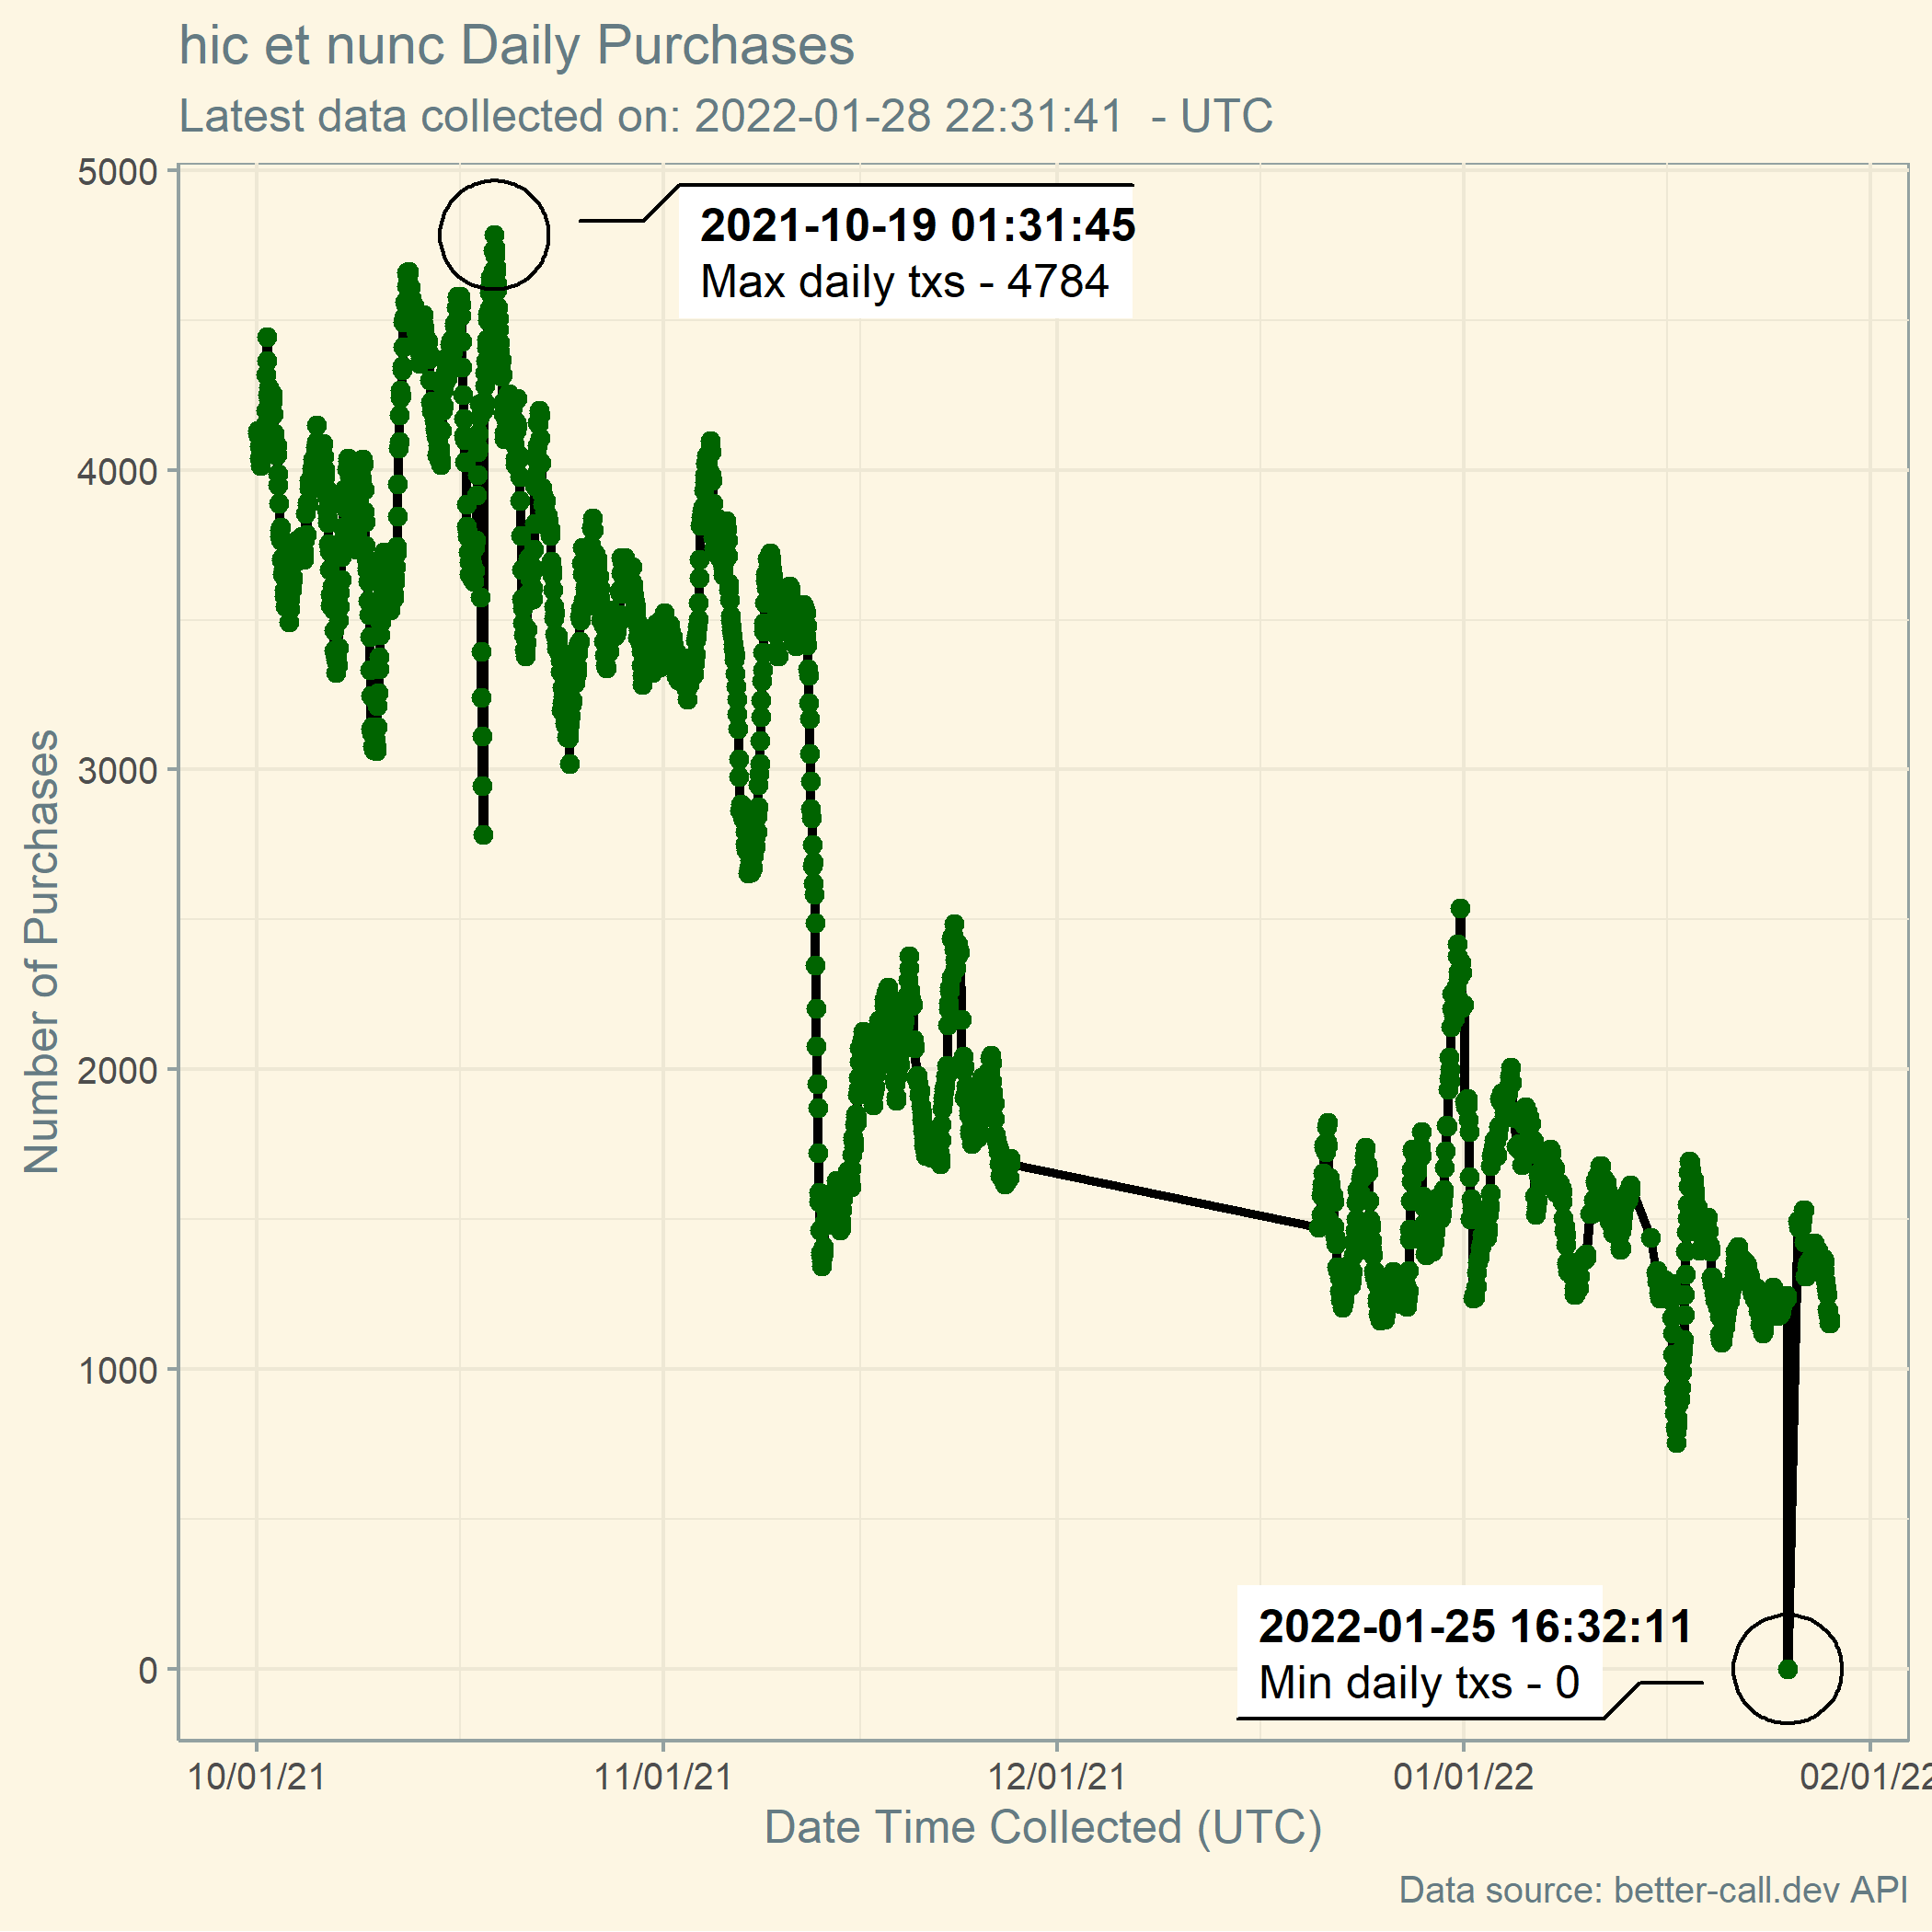 hic et nunc Daily Purchases
Latest data collected on: 2022-01-28 22:31:41  - UTC
5000
4000
3000
2000
1000
0
Number of Purchases
2021-10-19 01:31:45
Max daily txs - 4784
2022-01-25 16:32:11
Min daily txs - 0
10/01/21
11/01/21
12/01/21
01/01/22
02/01/22
Date Time Collected (UTC)
Data source: better-call.dev API